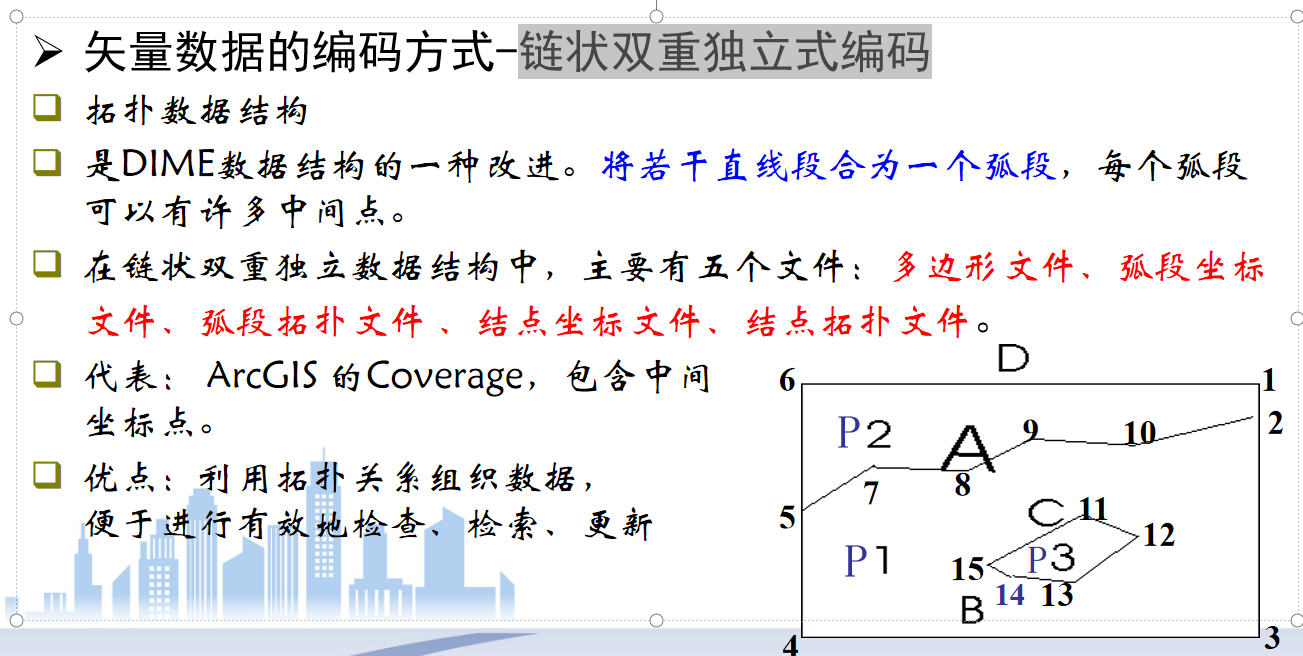 矢量数据的编码方式-链状双重独立式编码
拓扑数据结构
是DIME数据结构的一种改进。将若干直线段合为一个弧段，每个弧段
可以有许多中间点。
在链状双重独立数据结构中，主要有五个文件：多边形文件、弧段坐标
文件、弧段拓扑文件、结点坐标文件、结点拓扑文件。
代表： ArcGIS 的Coverage，包含中间
坐标点。
优点：利用拓扑关系组织数据，
便于进行有效地检查、检索、更新
D
6
1
2
P2
A
9
10
7
8
5
C
11
12
P1
15
P3
14
13
B
4
3